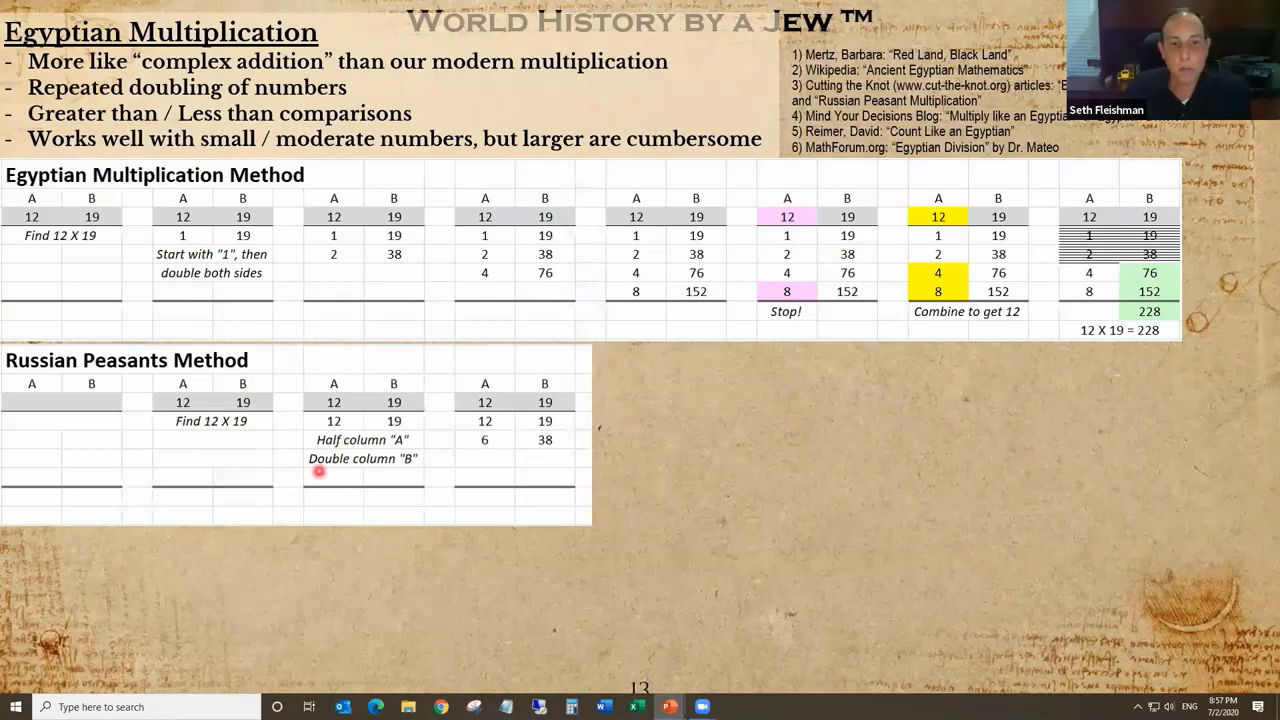 World History by a Jew ™
Egyptian Multiplication
- More like “complex addition” than our modern multiplication
- Repeated doubling of numbers
- Greater than / Less than comparisons
- Works well with small / moderate numbers, but larger are cumbersome
1) Mertz, Barbara: “Red Land, Black Land”
2) Wikipedia: “Ancient Egyptian Mathematics”
3) Cutting the Knot (www.cut-the-knot.org) articles: “E
and “Russian Peasant Multiplication”
4) Mind Your Decisions Blog: “Multiply like an Egyptia
5) Reimer, David: “Count Like an Egyptian”
6) MathForum.org: “Egyptian Division” by Dr. Mateo
Seth Fleishman
Egyptian Multiplication Method
A B A B A B A B A B A B A B A B
12 19 12 19 12 19 12 19 12 19 12 19 12 19 12 19
Find 12 X 19 1 19 1 19 1 19 1 19 1 19 1 19 1 19
Start with "1", then 2 38 2 38 2 38 2 38 2 38 2 38
double both sides 4 76 4 76 4 76 4 76 4 76
8 152 8 152 8 152 8 152
Stop! Combine to get 12 228
12 X 19 = 228
Russian Peasants Method
A B A B A B A B
12 19 12 19 12 19
Find 12 X 19 12 19 12 19
Half column "A" 6 38
Double column "B"
13
Type here to search
ENG
8:57 PM
7/2/2020